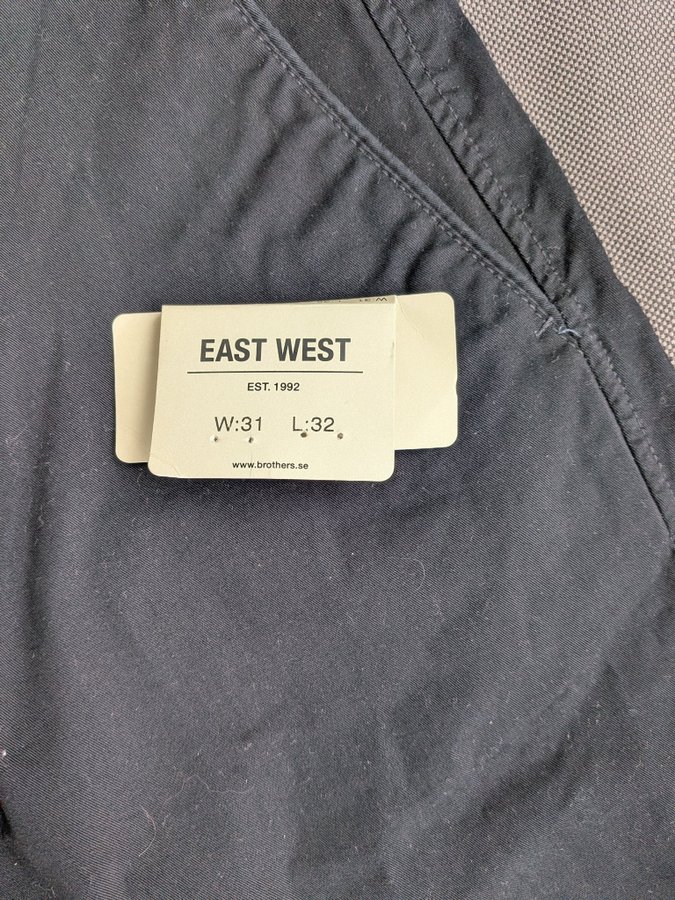 EAST WEST
EST. 1992
W:31 L:32
www.brothers.se